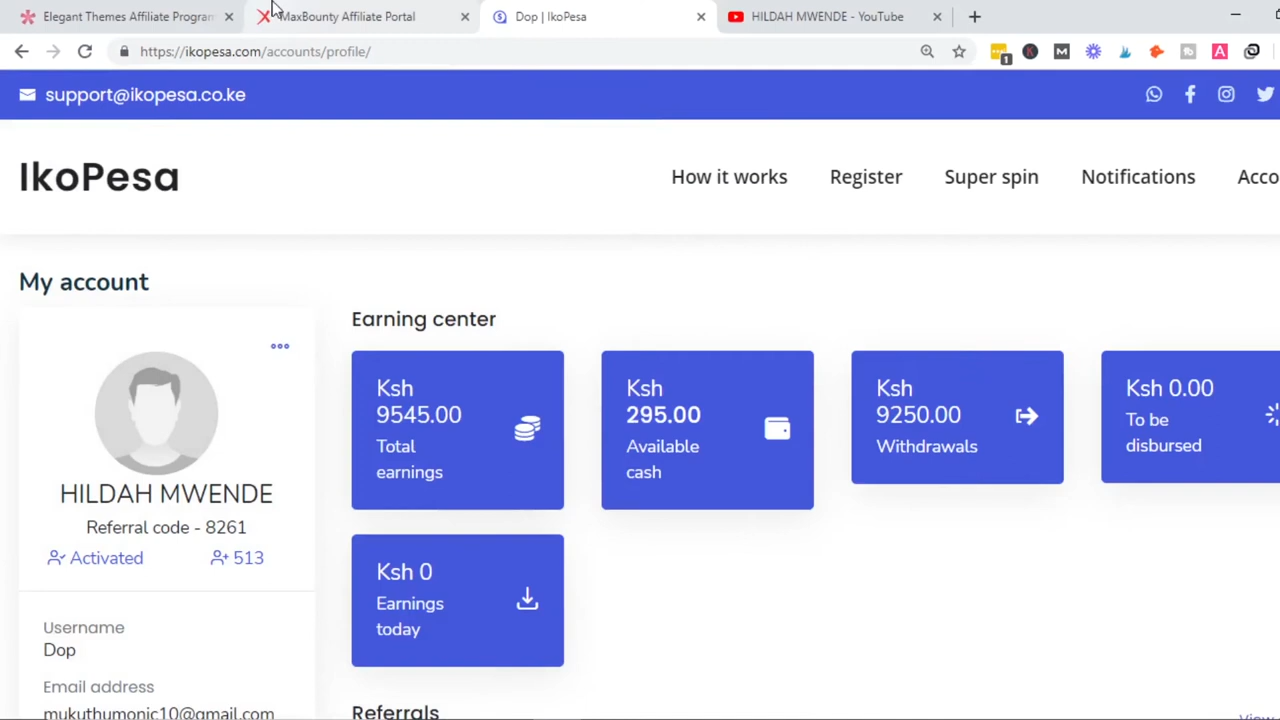 Elegant Themes Affiliate Program
MaxBounty Affiliate Portal
Dop | IkoPesa
HILDAH MWENDE - YouTube
https://ikopesa.com/accounts/profile/
1
K
M
A
support@ikopesa.co.ke
IkoPesa
How it works
Register
Super spin
Notifications
Acco
My account
Earning center
Ksh
9545.00
Total
earnings
Ksh
295.00
Available
cash
Ksh
9250.00
Withdrawals
Ksh 0.00
To be
disbursed
HILDAH MWENDE
Referral code - 8261
Activated
513
Ksh 0
Earnings
today
Username
Dop
Email address
mukuthumonic10@gmail.com
Referrals